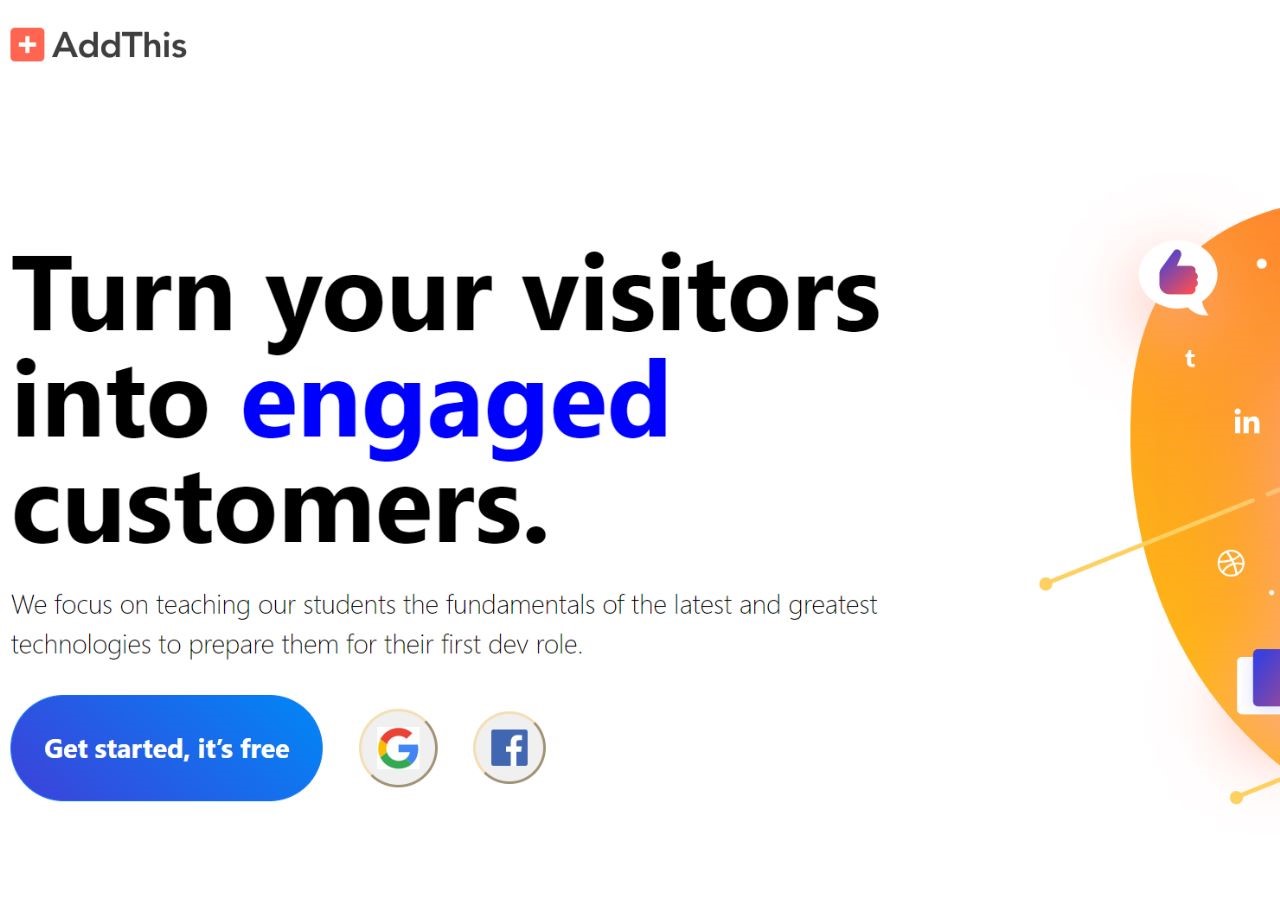 AddThis
Turn your visitors
into engaged
customers.
We focus on teaching our students the fundamentals of the latest and greatest
technologies to prepare them for their first dev role.
Get started, it’s free
t
in